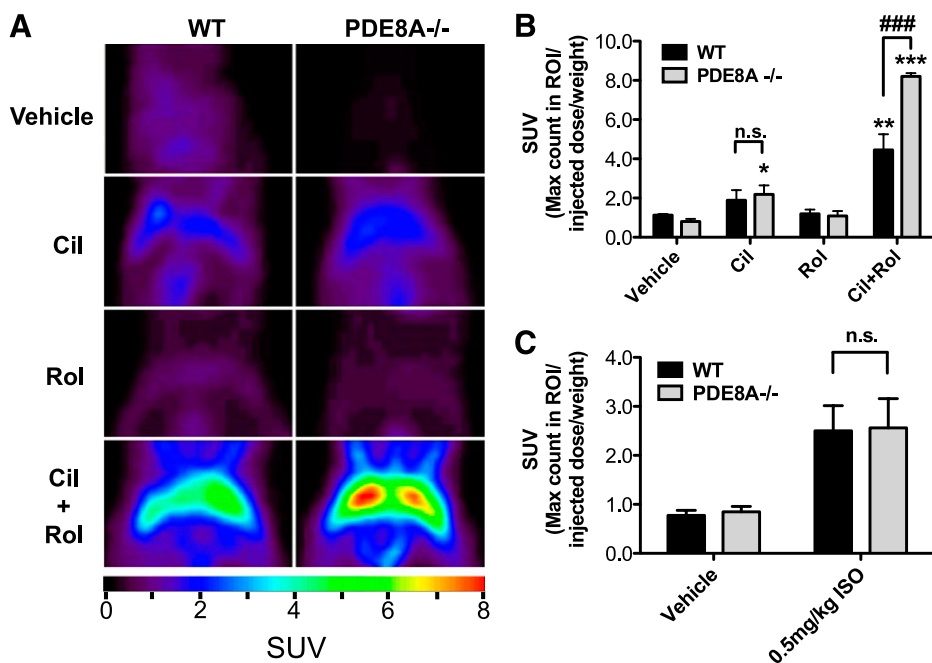 A
WT
PDE8A-/-
Vehicle
Cil
Rol
Cil
+
Rol
0
2
4
6
8
SUV
B
SUV
(Max count in ROI/
injected dose/weight)
10.0
8.0
6.0
4.0
2.0
0.0
WT
PDE8A -/-
n.s.
*
**
###
***
Vehicle
Cil
Rol
Cil+Rol
C
SUV
(Max count in ROI/
injected dose/weight)
4.0
3.0
2.0
1.0
0.0
WT
PDE8A-/-
n.s.
Vehicle
0.5mg/kg ISO